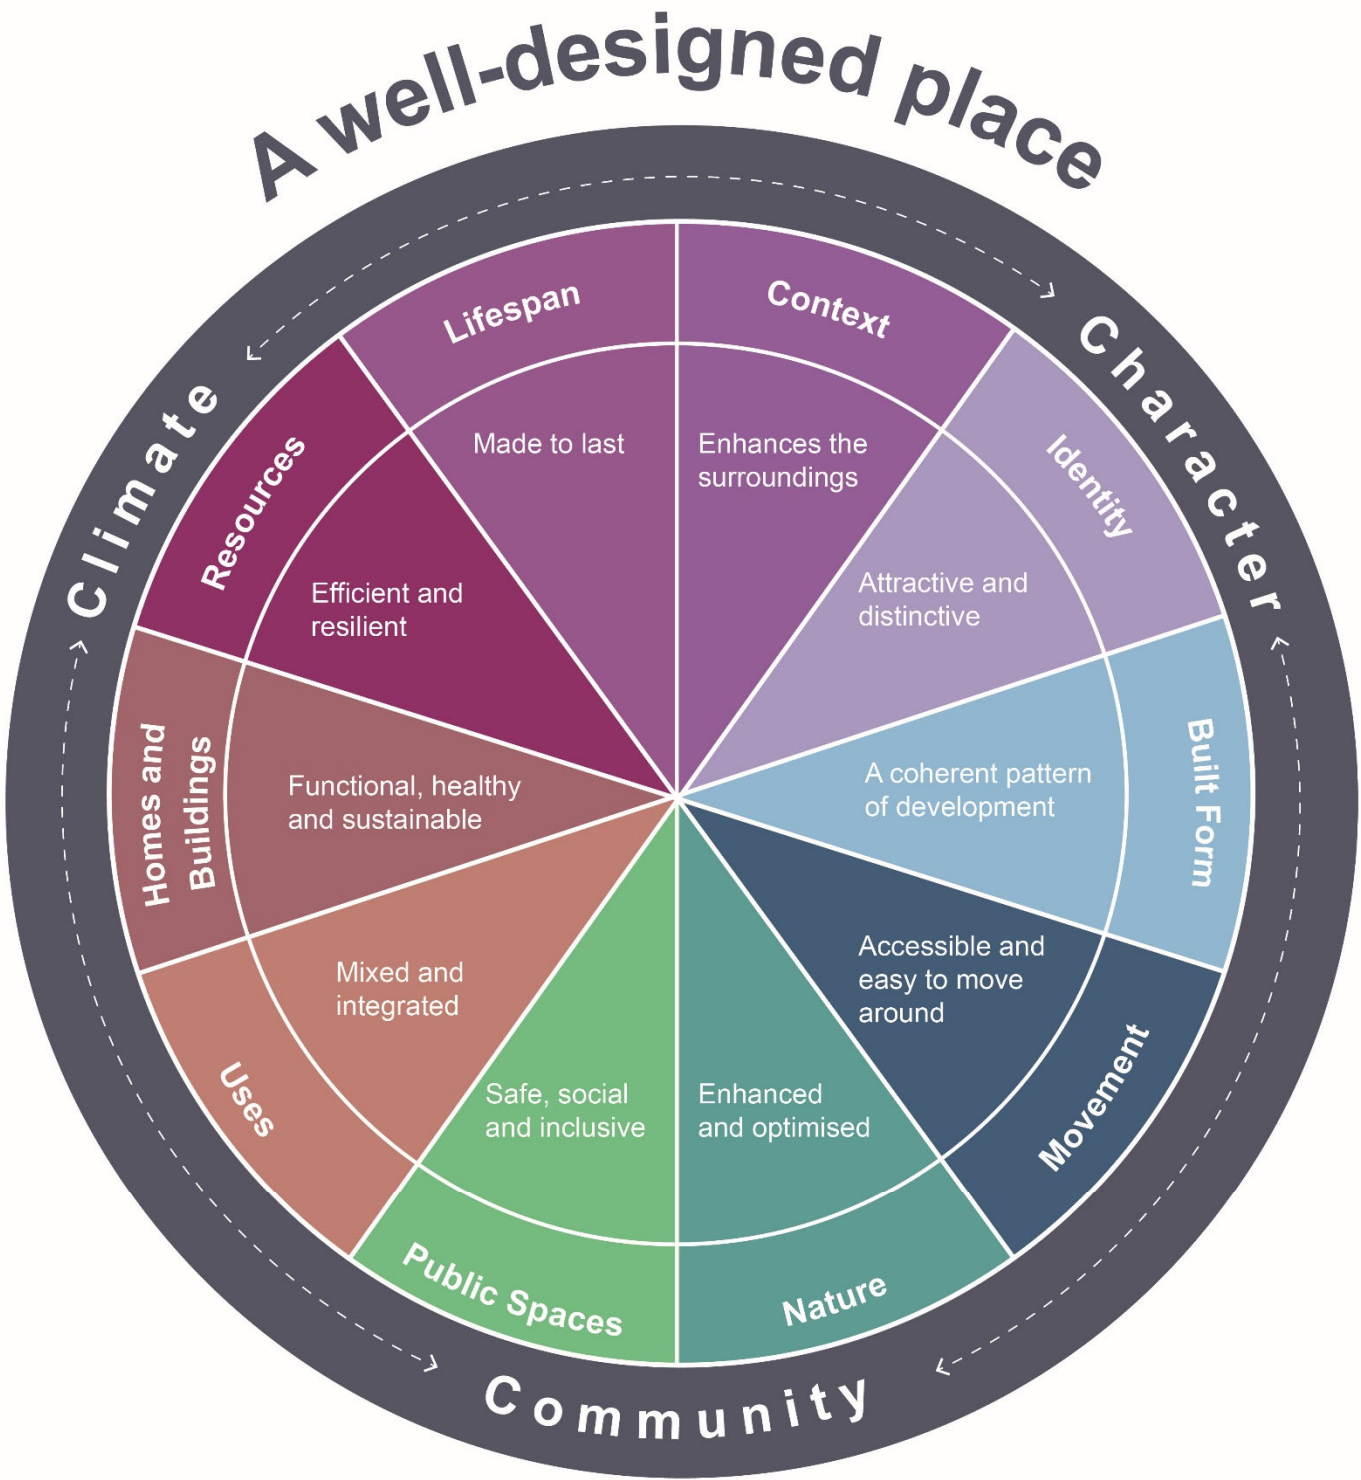 A well-designed place
Climate
Character
Community
Context
Enhances the
surroundings
Identity
Attractive and
distinctive
Built Form
A coherent pattern
of development
Movement
Accessible and
easy to move
around
Nature
Enhanced
and optimised
Public Spaces
Safe, social
and inclusive
Uses
Mixed and
integrated
Homes and
Buildings
Functional, healthy
and sustainable
Resources
Efficient and
resilient
Lifespan
Made to last